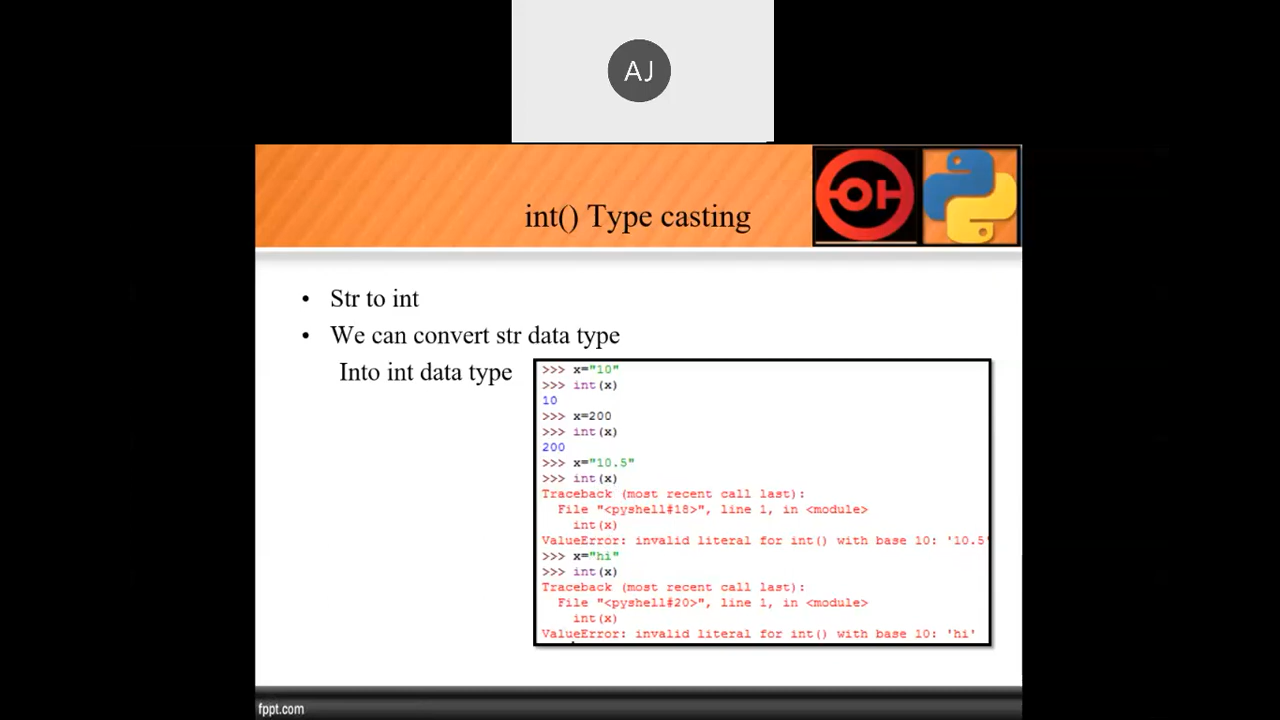 AJ
int() Type casting
• Str to int
• We can convert str data type
Into int data type
>>> x="10"
>>> int(x)
10
>>> x=200
>>> int(x)
200
>>> x="10.5"
>>> int(x)
Traceback (most recent call last):
  File "<pyshell#18>", line 1, in <module>
    int(x)
ValueError: invalid literal for int() with base 10: '10.5'
>>> x="hi"
>>> int(x)
Traceback (most recent call last):
  File "<pyshell#20>", line 1, in <module>
    int(x)
ValueError: invalid literal for int() with base 10: 'hi'
fppt.com